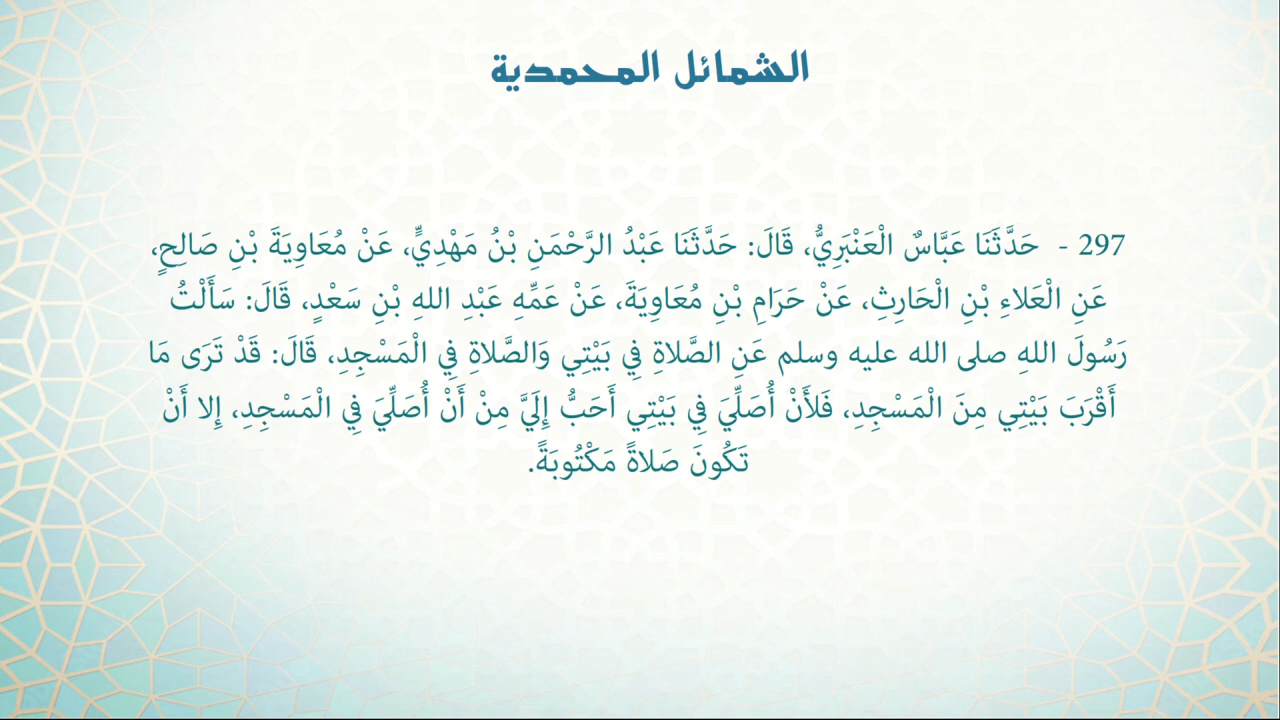 الشمائل المحمدية
297 - حَدَّثَنَا عَبَّاسٌ الْعَنْبَرِيُّ، قَالَ: حَدَّثَنَا عَبْدُ الرَّحْمَنِ بْنُ مَهْدِيٍّ، عَنْ مُعَاوِيَةَ بْنِ صَالِحٍ،
عَنِ الْعَلاءِ بْنِ الْحَارِثِ، عَنْ حَرَامِ بْنِ مُعَاوِيَةَ، عَنْ عَمِّهِ عَبْدِ اللهِ بْنِ سَعْدٍ، قَالَ: سَأَلْتُ
رَسُولَ اللهِ صلى الله عليه وسلم عَنِ الصَّلاةِ فِي بَيْتِي وَالصَّلاةِ فِي الْمَسْجِدِ، قَالَ: قَدْ تَرَى مَا
أَقْرَبَ بَيْتِي مِنَ الْمَسْجِدِ، فَلأَنْ أُصَلِّيَ فِي بَيْتِي أَحَبُّ إِلَيَّ مِنْ أَنْ أُصَلِّيَ فِي الْمَسْجِدِ، إِلا أَنْ
تَكُونَ صَلاةً مَكْتُوبَةً.